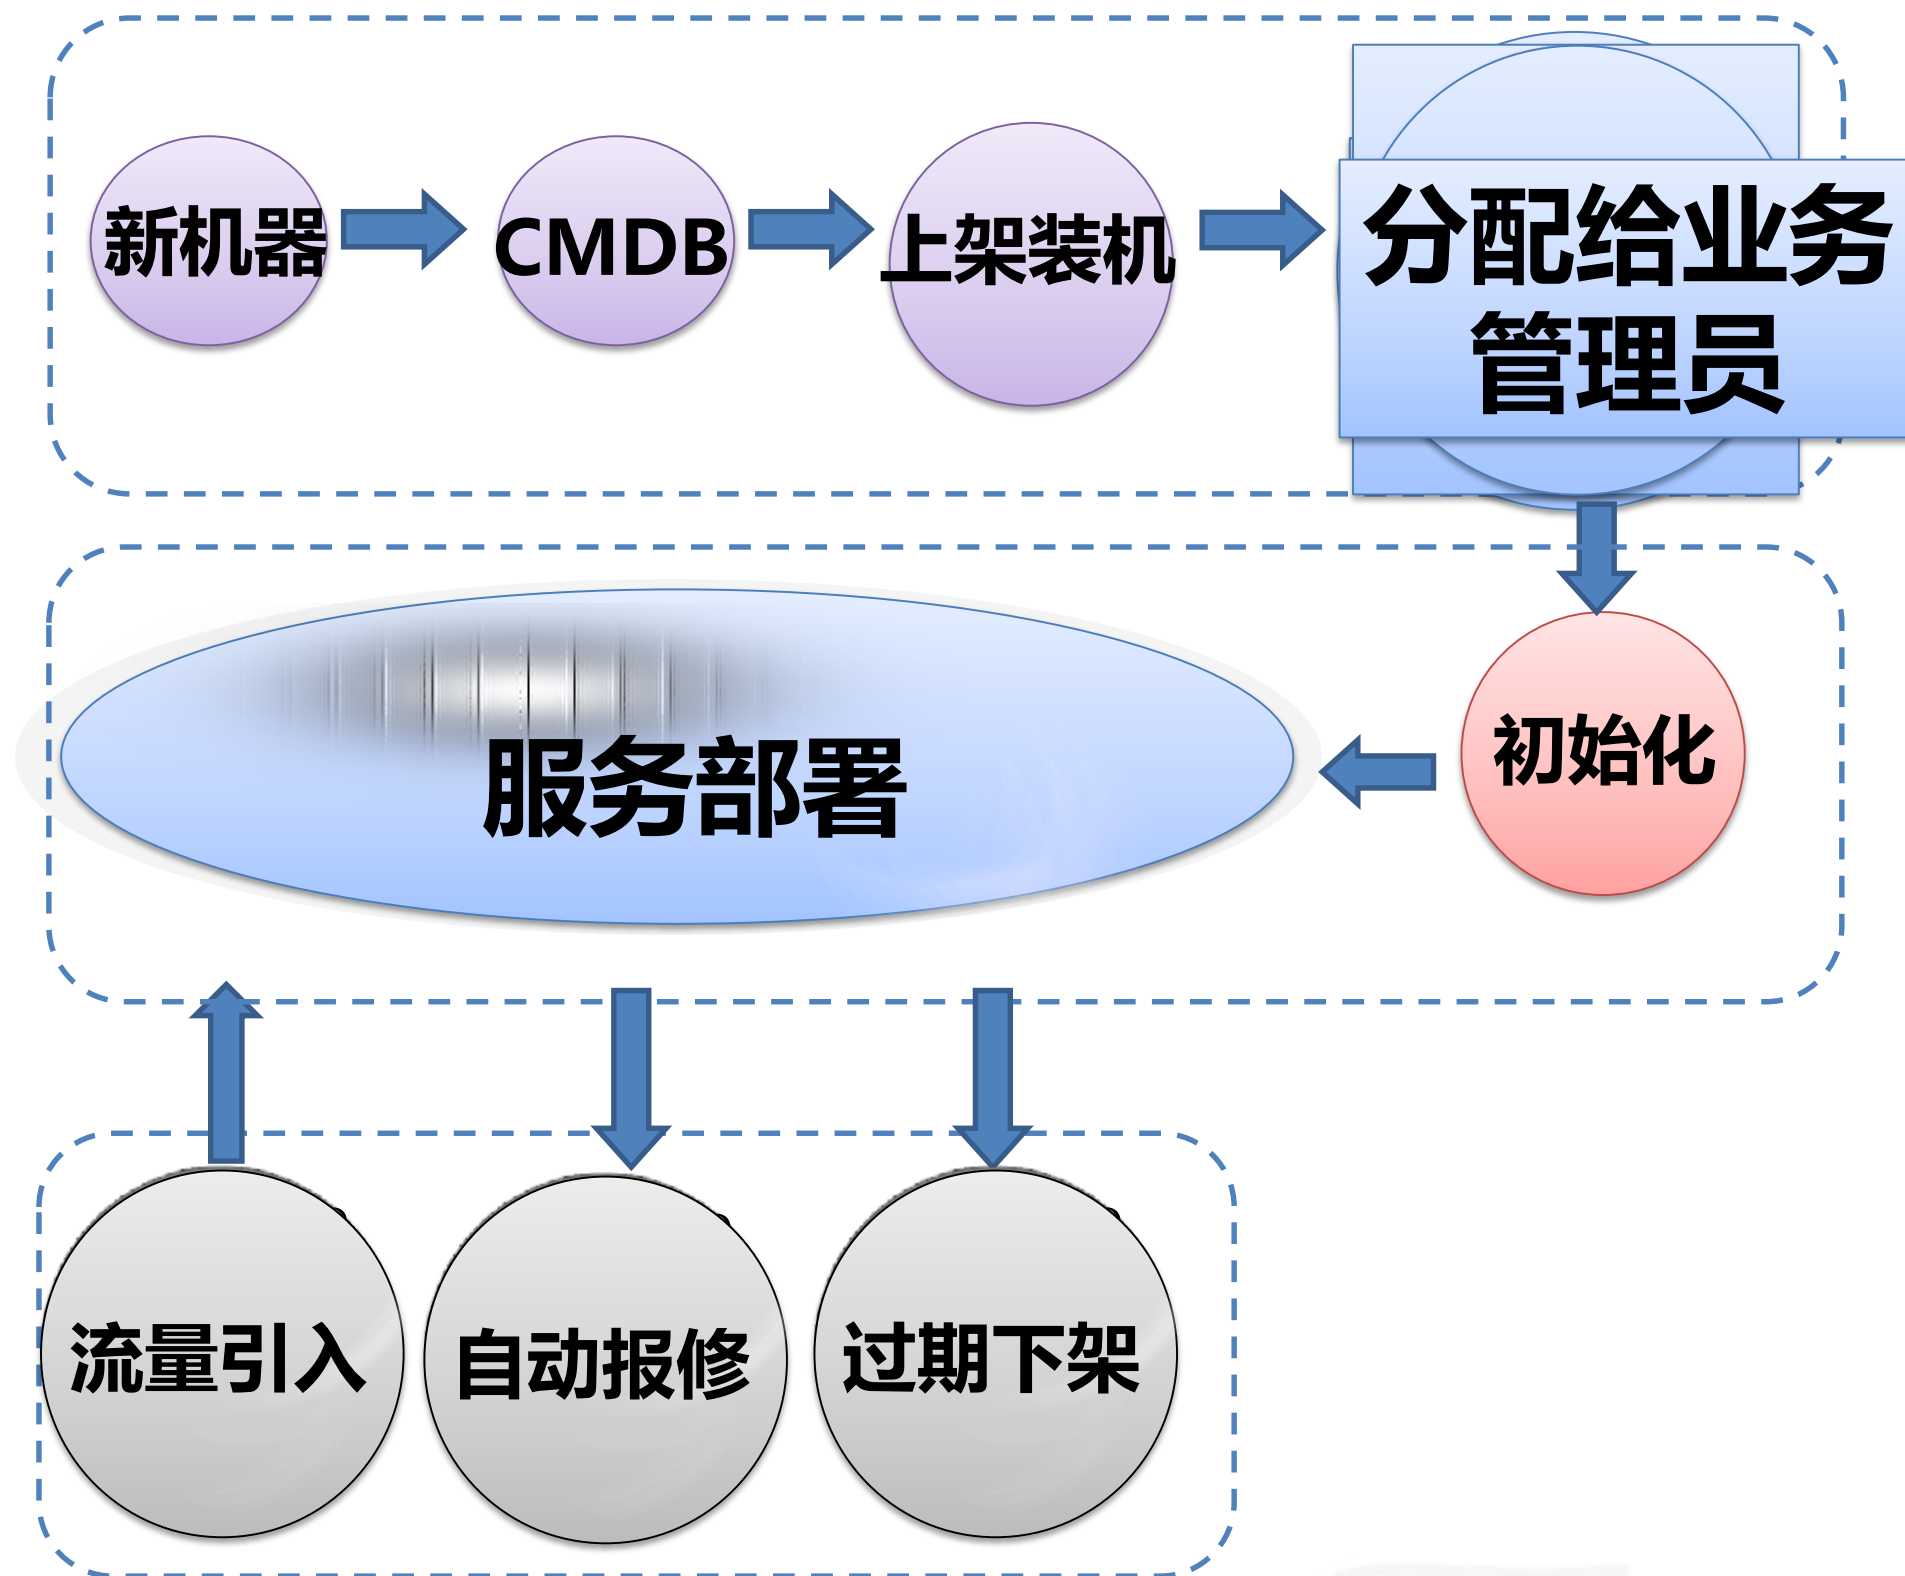 新机器
CMDB
上架装机
分配给业务
管理员
初始化
服务部署
流量引入
自动报修
过期下架